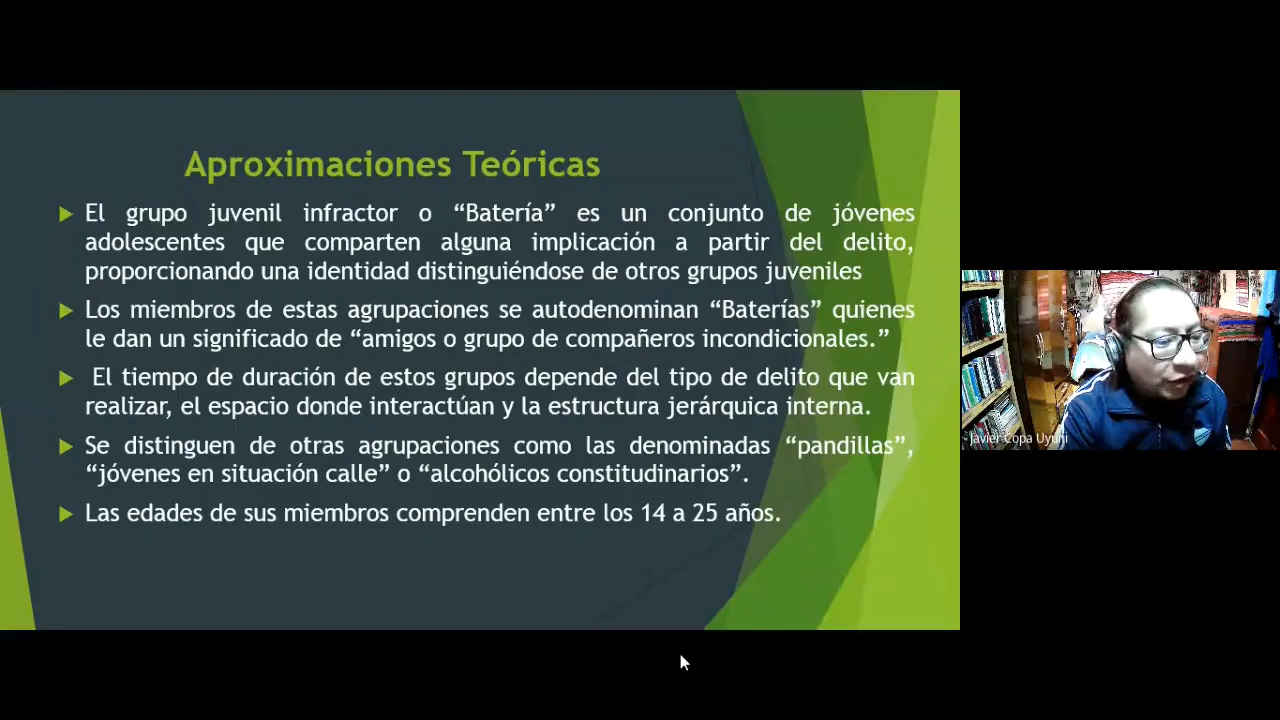 Aproximaciones Teóricas
El grupo juvenil infractor o “Batería” es un conjunto de jóvenes
adolescentes que comparten alguna implicación a partir del delito,
proporcionando una identidad distinguiéndose de otros grupos juveniles
Los miembros de estas agrupaciones se autodenominan “Baterías” quienes
le dan un significado de “amigos o grupo de compañeros incondicionales.”
El tiempo de duración de estos grupos depende del tipo de delito que van
realizar, el espacio donde interactúan y la estructura jerárquica interna.
Se distinguen de otras agrupaciones como las denominadas “pandillas”,
“jóvenes en situación calle” o “alcohólicos constitudinarios”.
Las edades de sus miembros comprenden entre los 14 a 25 años.
Javier Copa Uyuni